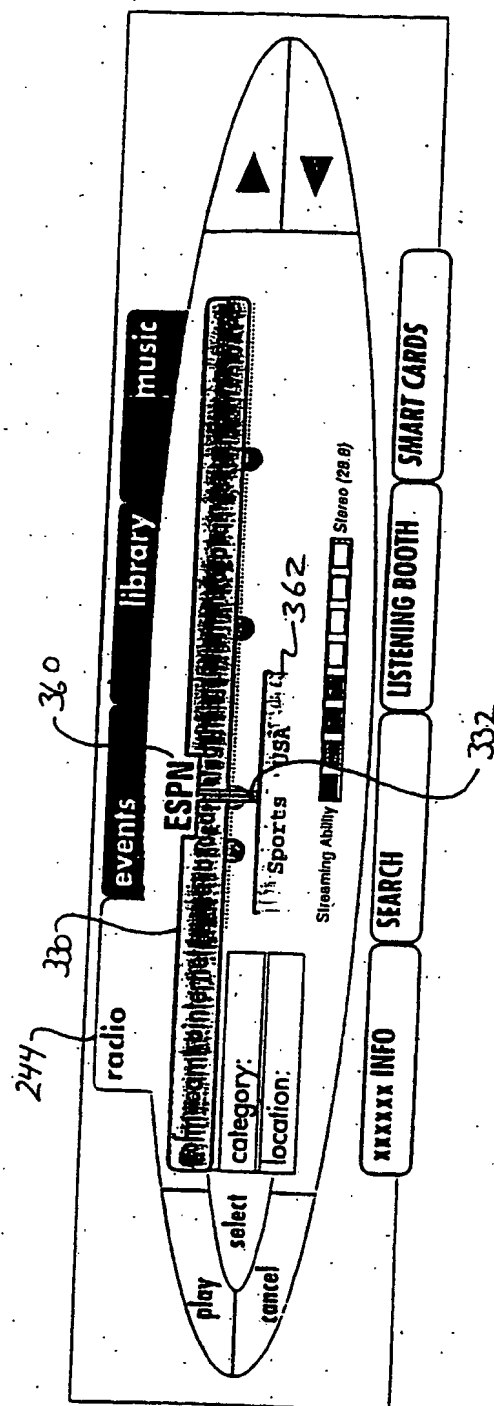 244
330
360
radio
events
library
music
ESPN
play
select
cancel
category:
location:
Sports USA
362
Streaming Ability
Stereo (28.8)
332
xxxxxx INFO
SEARCH
LISTENING BOOTH
SMART CARDS